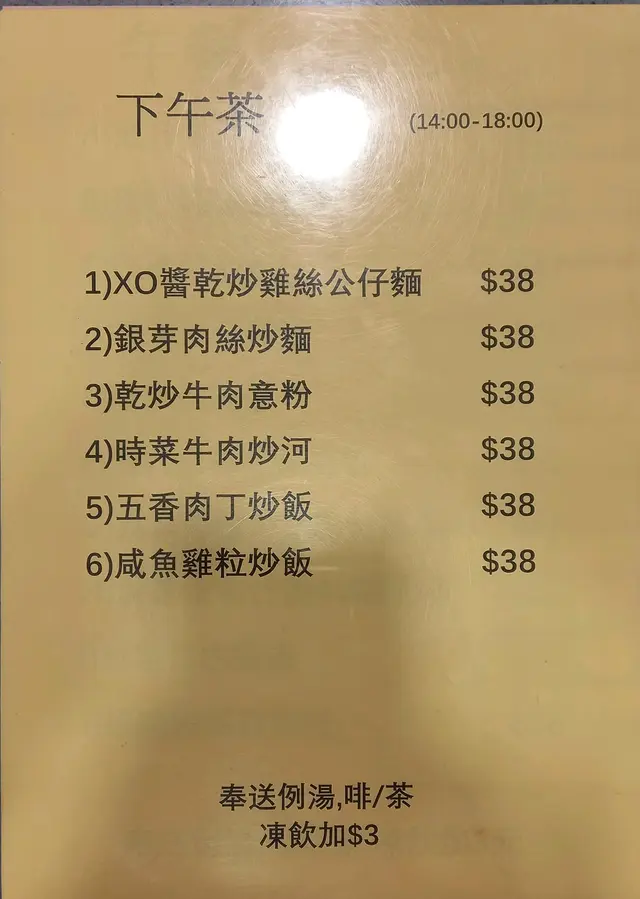 下午茶 (14:00-18:00)
1)XO醬乾炒雞絲公仔麵 $38
2)銀芽肉絲炒麵 $38
3)乾炒牛肉意粉 $38
4)時菜牛肉炒河 $38
5)五香肉丁炒飯 $38
6)咸魚雞粒炒飯 $38
奉送例湯,啡/茶
凍飲加$3